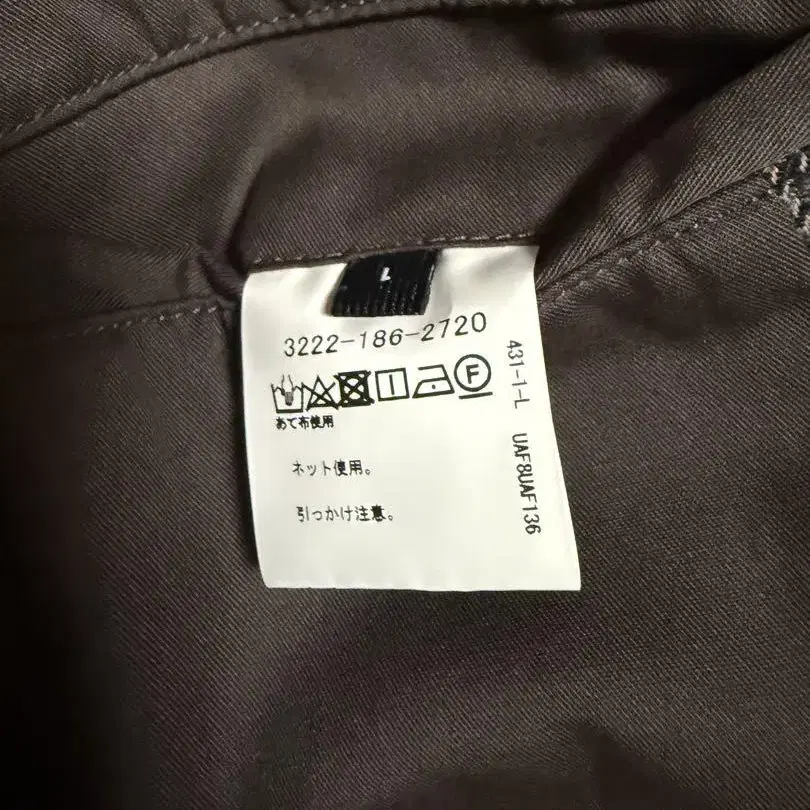 L
3222-186-2720
F
あて布使用
ネット使用。
引っかけ注意。
431-1-L UAF8UAF136